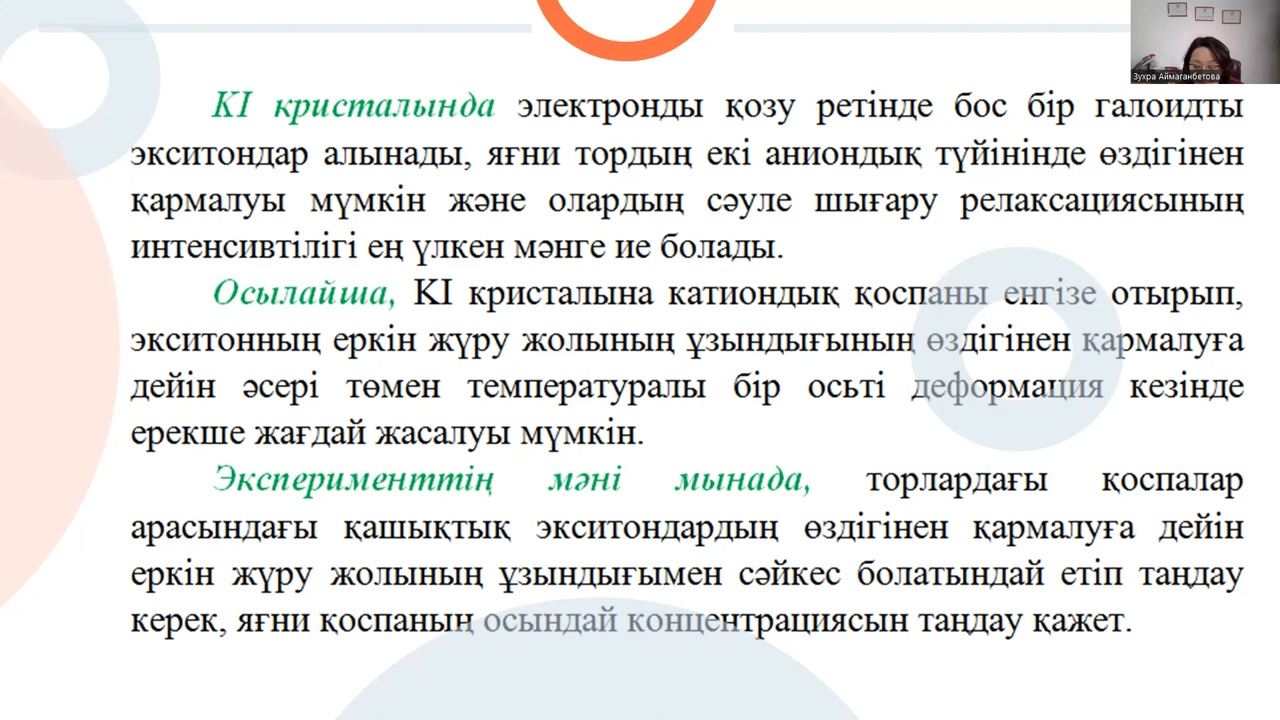 Зухра Аймаганбетова
KI кристалында электронды қозу ретінде бос бір галоидты
экситондар алынады, яғни тордың екі аниондық түйінінде өздігінен
қармалуы мүмкін және олардың сәуле шығару релаксациясының
интенсивтілігі ең үлкен мәнге ие болады.
Осылайша, KI кристалына катиондық қоспаны енгізе отырып,
экситонның еркін жүру жолының ұзындығының өздігінен қармалуға
дейін әсері төмен температуралы бір осьті деформация кезінде
ерекше жағдай жасалуы мүмкін.
Эксперименттің мәні мынада, торлардағы қоспалар
арасындағы қашықтық экситондардың өздігінен қармалуға дейін
еркін жүру жолының ұзындығымен сәйкес болатындай етіп таңдау
керек, яғни қоспаның осындай концентрациясын таңдау қажет.